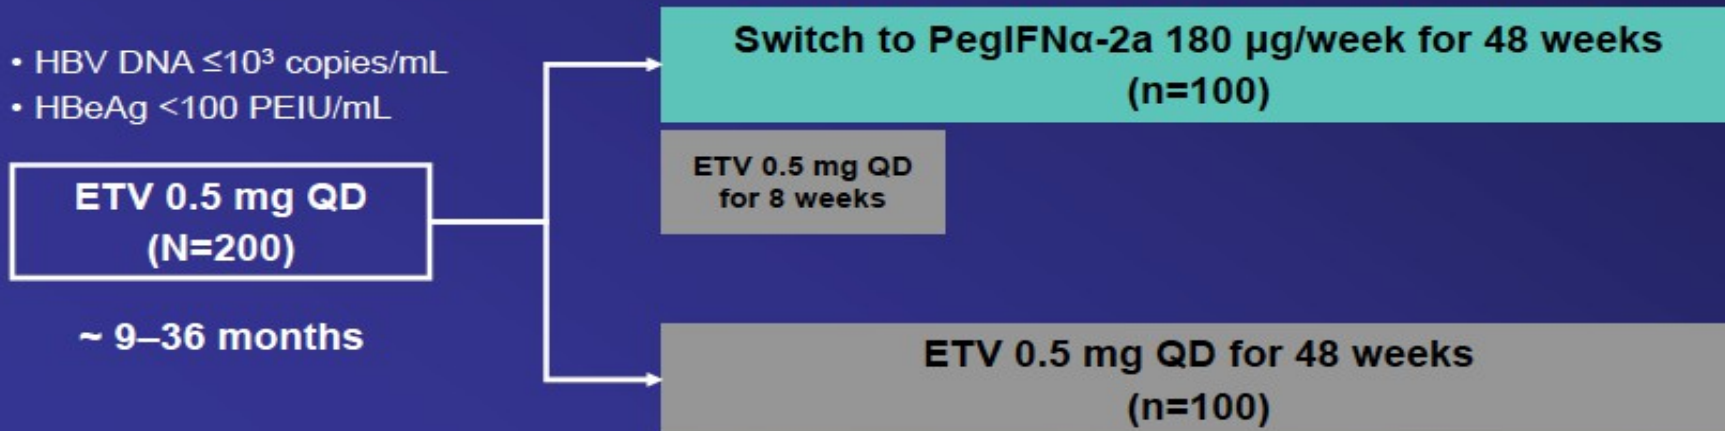 • HBV DNA ≤10³ copies/mL
• HBeAg <100 PEIU/mL
ETV 0.5 mg QD
(N=200)
~ 9–36 months
Switch to PegIFNα-2a 180 µg/week for 48 weeks
(n=100)
ETV 0.5 mg QD
for 8 weeks
ETV 0.5 mg QD for 48 weeks
(n=100)